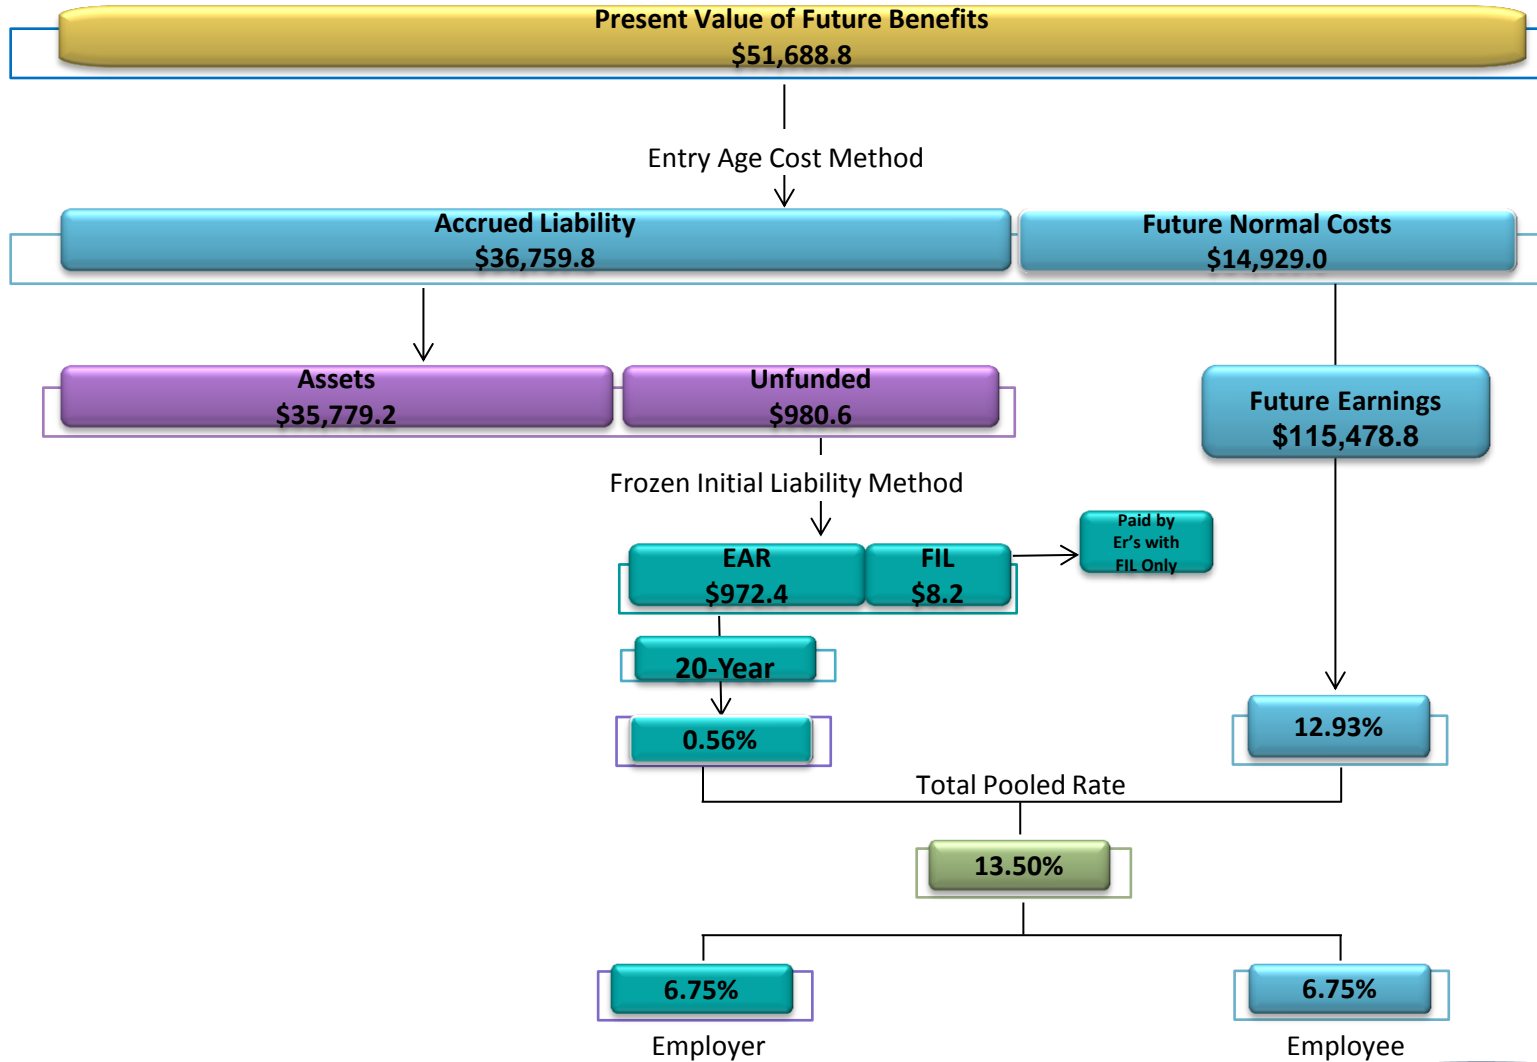 Present Value of Future Benefits
$51,688.8
Entry Age Cost Method
Accrued Liability
$36,759.8
Future Normal Costs
$14,929.0
Assets
$35,779.2
Unfunded
$980.6
Future Earnings
$115,478.8
Frozen Initial Liability Method
EAR
$972.4
FIL
$8.2
Paid by
Er's with
FIL Only
20-Year
0.56%
12.93%
Total Pooled Rate
13.50%
6.75%
Employer
6.75%
Employee